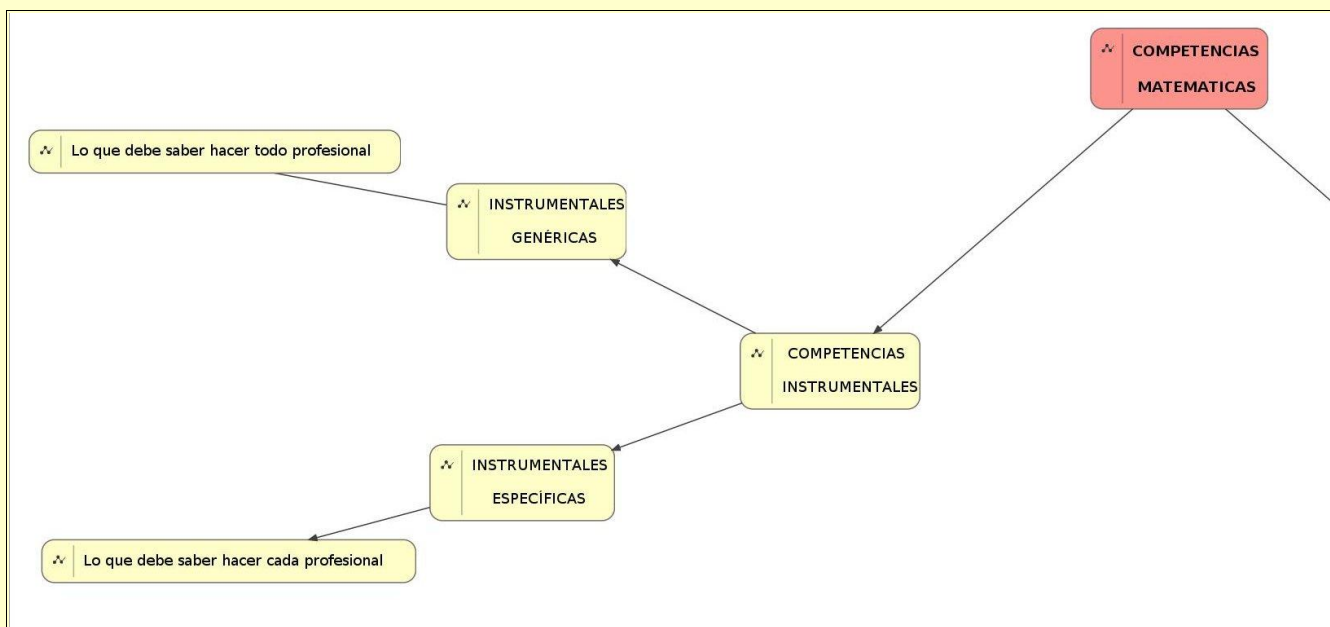 COMPETENCIAS
MATEMATICAS
Lo que debe saber hacer todo profesional
INSTRUMENTALES
GENÉRICAS
COMPETENCIAS
INSTRUMENTALES
INSTRUMENTALES
ESPECÍFICAS
Lo que debe saber hacer cada profesional